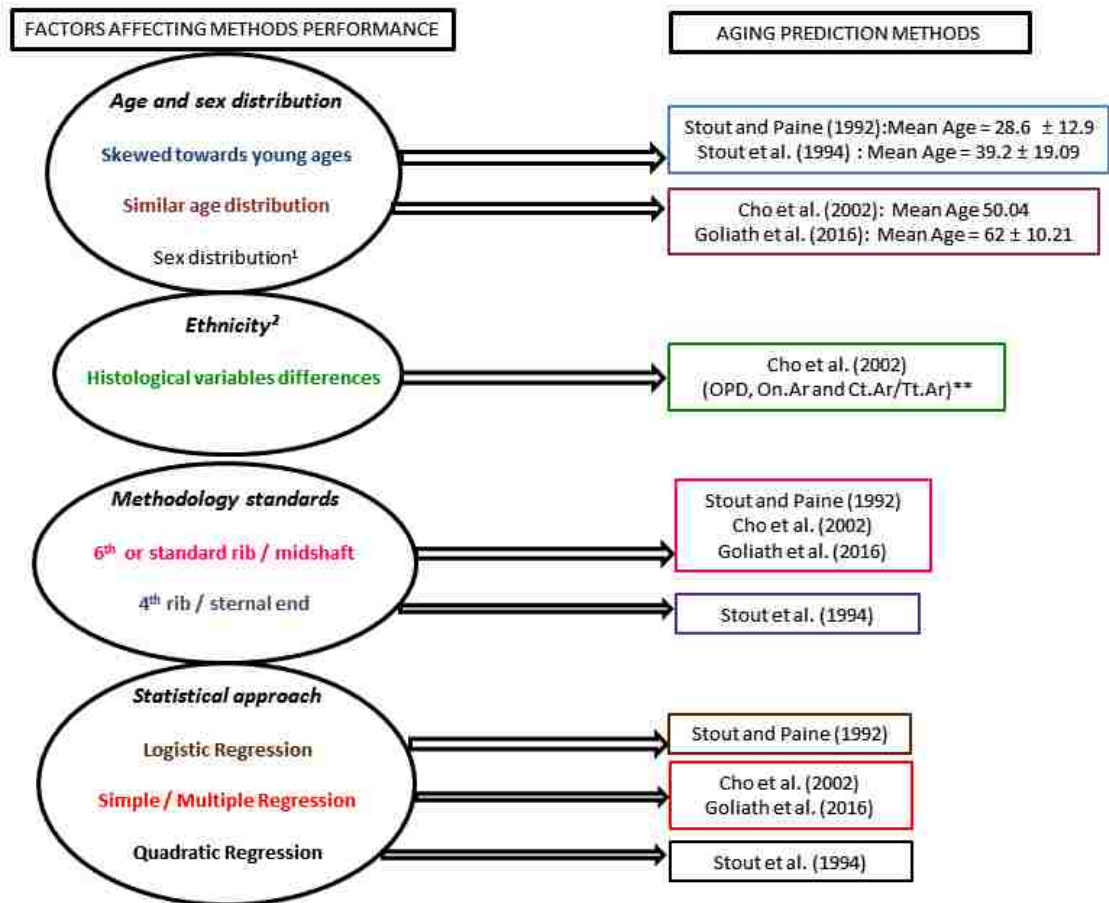 FACTORS AFFECTING METHODS PERFORMANCE
AGING PREDICTION METHODS
Age and sex distribution
Skewed towards young ages
Similar age distribution
Sex distribution¹
Stout and Paine (1992):Mean Age = 28.6 ± 12.9
Stout et al. (1994) : Mean Age = 39.2 ± 19.09
Cho et al. (2002): Mean Age 50.04
Goliath et al. (2016): Mean Age = 62 ± 10.21
Ethnicity²
Histological variables differences
Cho et al. (2002)
(OPD, On.Ar and Ct.Ar/Tt.Ar)**
Methodology standards
6th or standard rib / midshaft
4th rib / sternal end
Stout and Paine (1992)
Cho et al. (2002)
Goliath et al. (2016)
Stout et al. (1994)
Statistical approach
Logistic Regression
Simple / Multiple Regression
Quadratic Regression
Stout and Paine (1992)
Cho et al. (2002)
Goliath et al. (2016)
Stout et al. (1994)